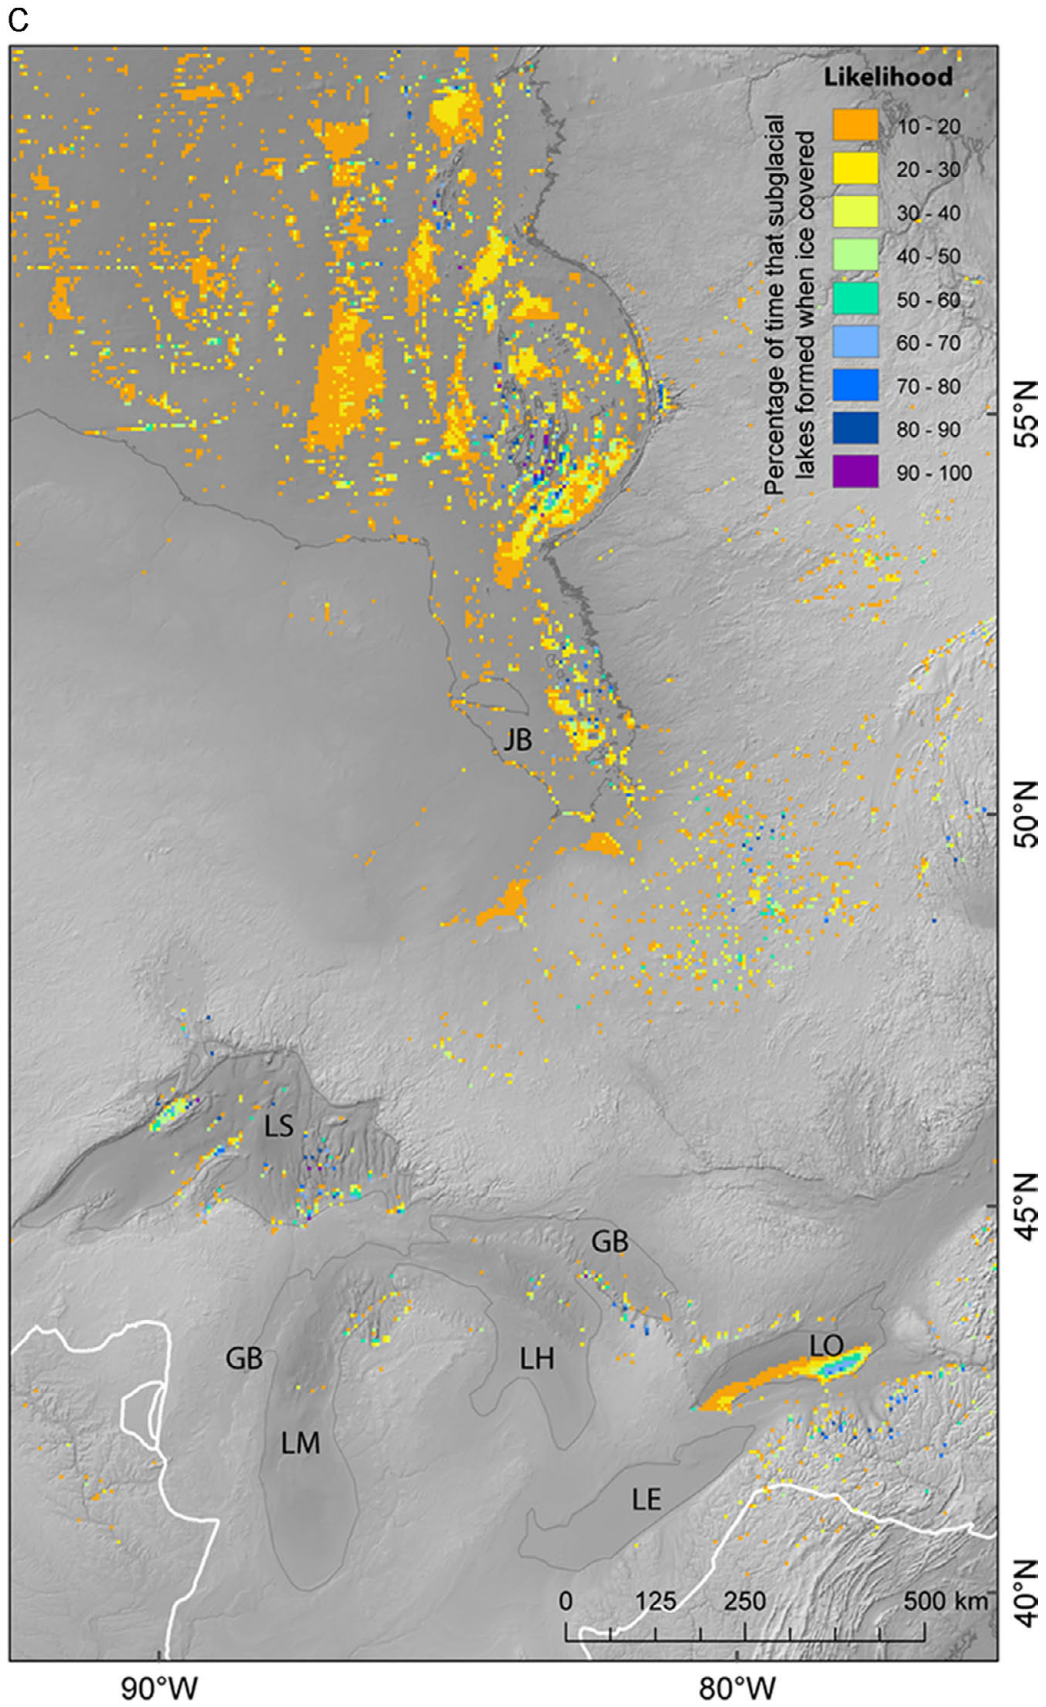 C
Likelihood
Percentage of time that subglacial
lakes formed when ice covered
10 - 20
20 - 30
30 - 40
40 - 50
50 - 60
60 - 70
70 - 80
80 - 90
90 - 100
55°N
JB
50°N
LS
45°N
GB
GB
LH
LO
LM
LE
40°N
0 125 250 500 km
90°W 80°W